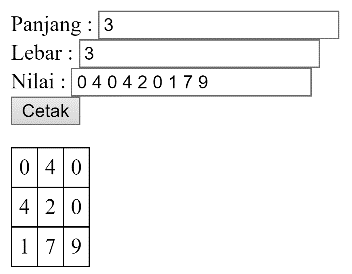 Panjang : 3
Lebar : 3
Nilai : 0 4 0 4 2 0 1 7 9
Cetak
0 4 0
4 2 0
1 7 9